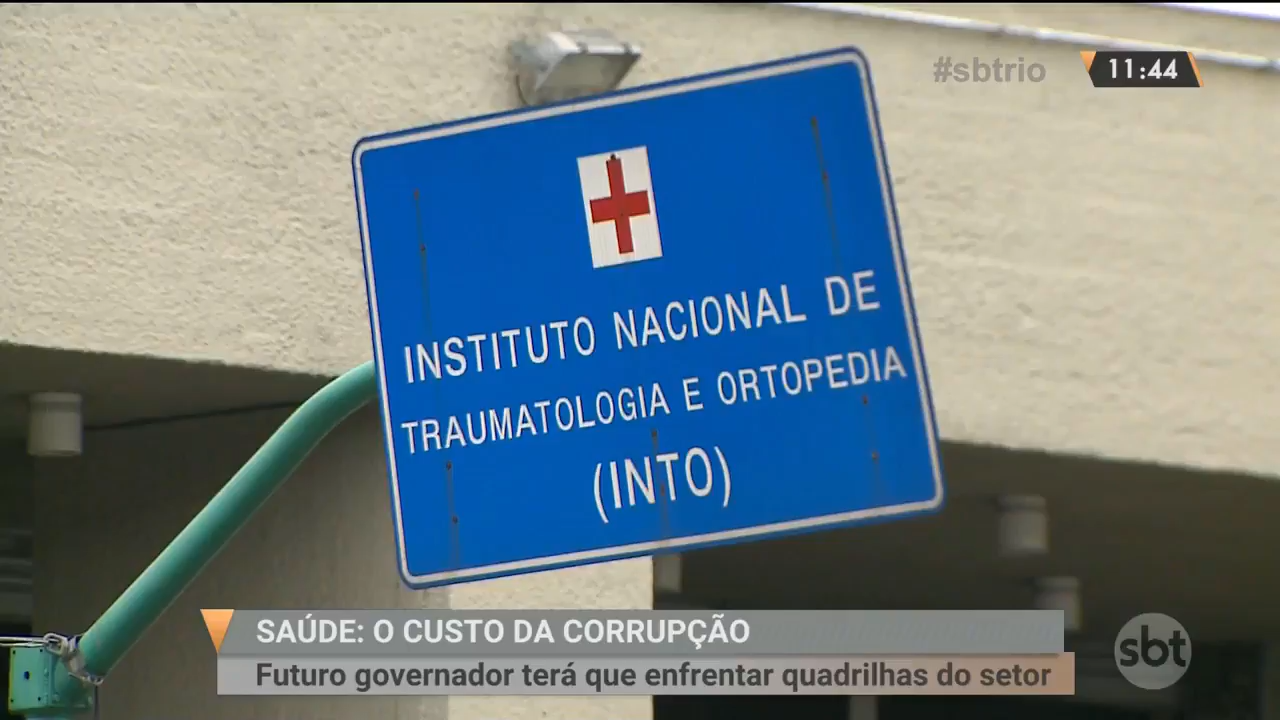 #sbtrio
11:44
INSTITUTO NACIONAL DE
TRAUMATOLOGIA E ORTOPEDIA
(INTO)
SAÚDE: O CUSTO DA CORRUPÇÃO
Futuro governador terá que enfrentar quadrilhas do setor
sbt